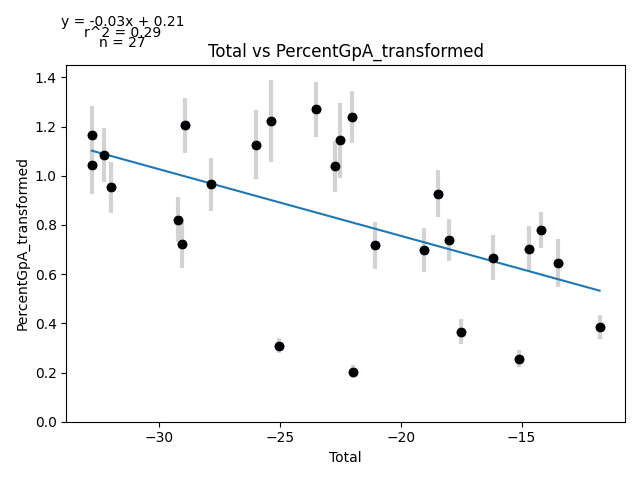 y = -0.03x + 0.21
r^2 = 0.29
n = 27
Total vs PercentGpA_transformed
PercentGpA_transformed
1.4
1.2
1.0
0.8
0.6
0.4
0.2
0.0
−30
−25
−20
−15
Total